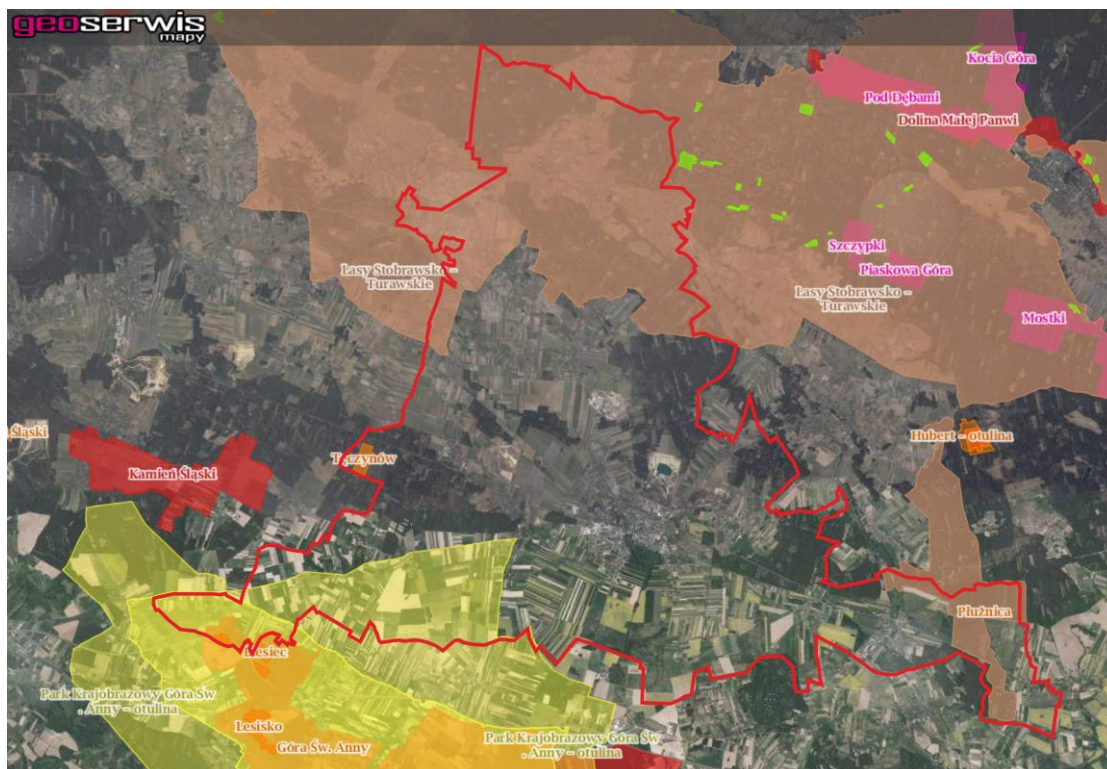 geoserwis
mapy
Kocia Góra
Pod Dębami
Dolina Małej Panwi
Szczypki
Lasy Stobrawsko –
Turawskie
Piaskowa Góra
Lasy Stobrawsko –
Turawskie
Mostki
Śląski
Hubert – otulina
Tęczynów
Kamień Śląski
Płużnica
Biesiec
Park Krajobrazowy Góra Św
. Anny – otulina
Lesisko
Góra Św. Anny
Park Krajobrazowy Góra Św
. Anny – otulina